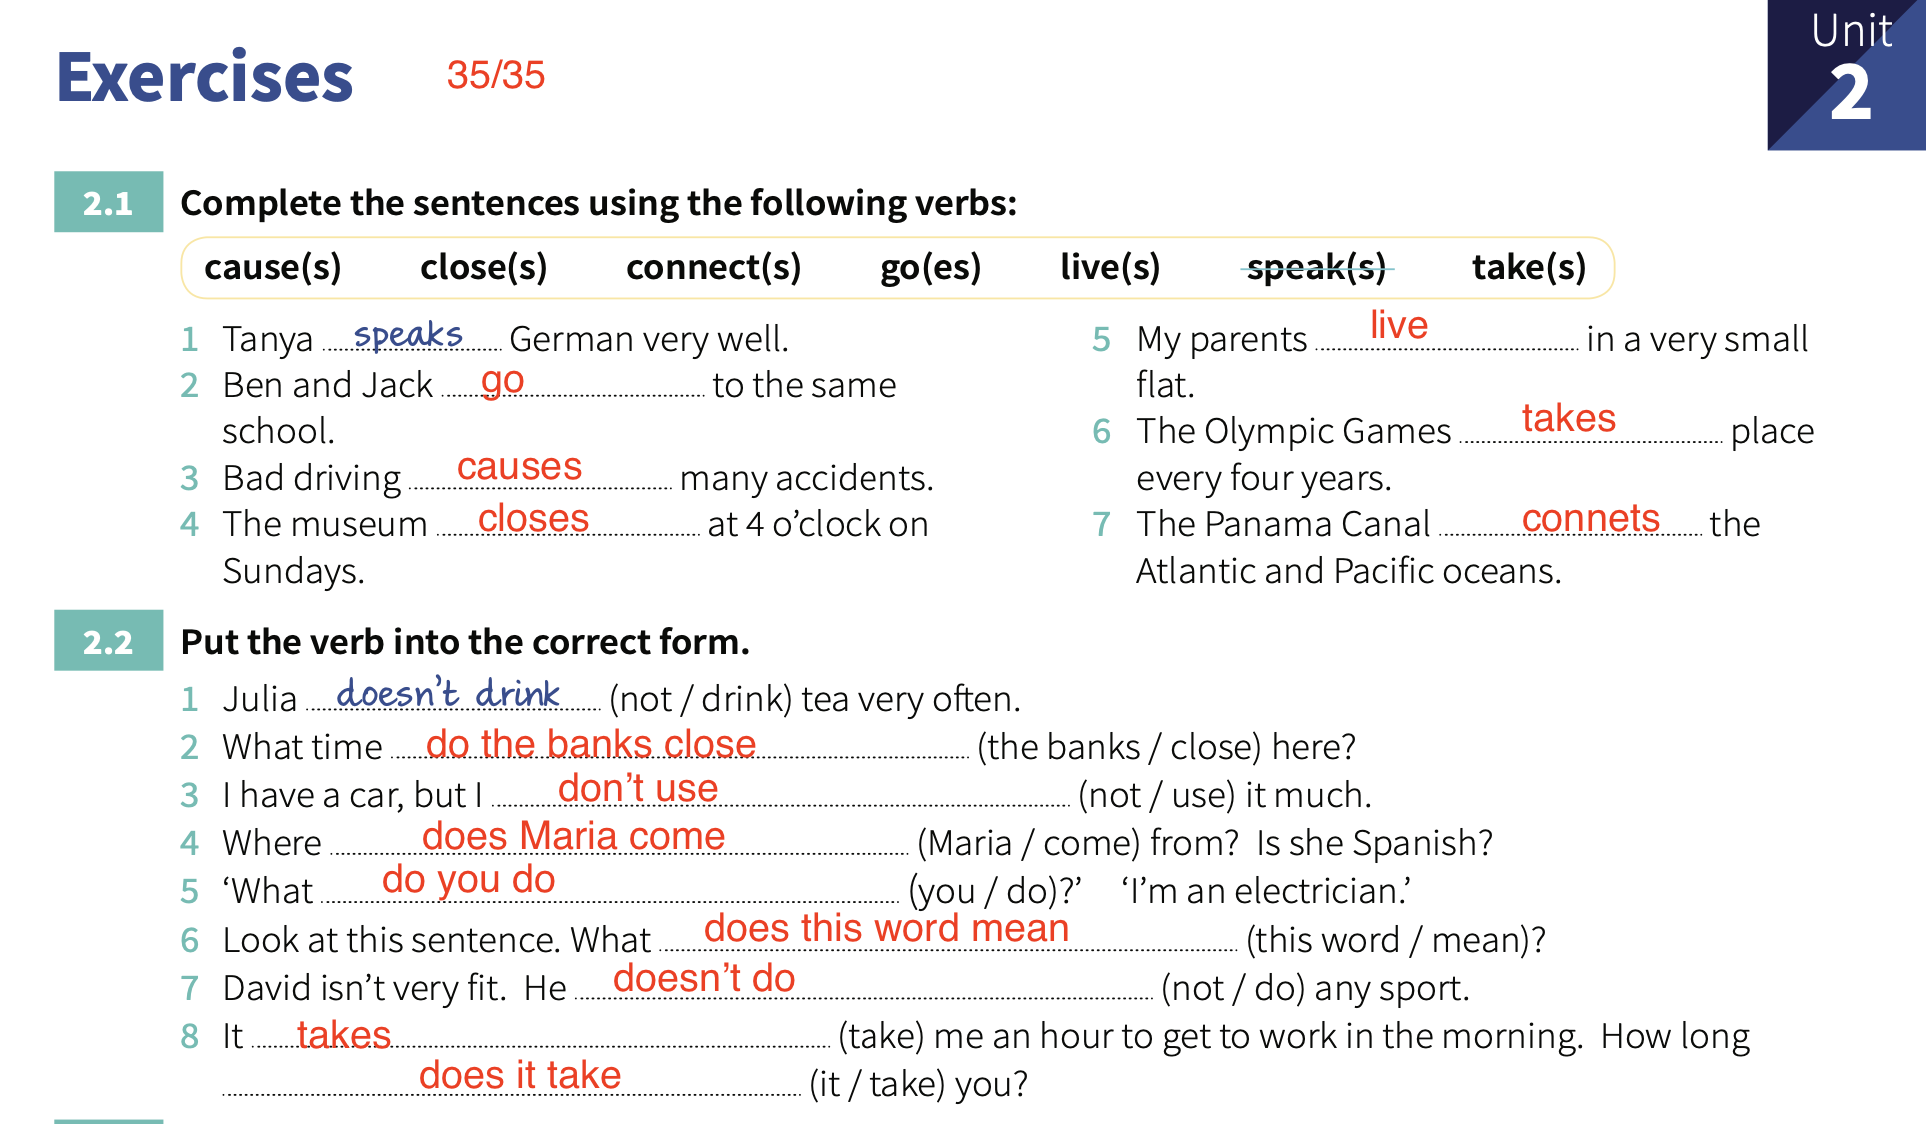 Unit
2
Exercises 35/35
2.1 Complete the sentences using the following verbs:
cause(s) close(s) connect(s) go(es) live(s) speak(s) take(s)
1 Tanya speaks German very well.
2 Ben and Jack go to the same
school.
3 Bad driving causes many accidents.
4 The museum closes at 4 o’clock on
Sundays.
5 My parents live in a very small
flat.
6 The Olympic Games takes place
every four years.
7 The Panama Canal connets the
Atlantic and Pacific oceans.
2.2 Put the verb into the correct form.
1 Julia doesn’t drink (not / drink) tea very often.
2 What time do the banks close (the banks / close) here?
3 I have a car, but I don’t use (not / use) it much.
4 Where does Maria come (Maria / come) from? Is she Spanish?
5 ‘What do you do (you / do)?’ ‘I’m an electrician.’
6 Look at this sentence. What does this word mean (this word / mean)?
7 David isn’t very fit. He doesn’t do (not / do) any sport.
8 It takes (take) me an hour to get to work in the morning. How long
does it take (it / take) you?